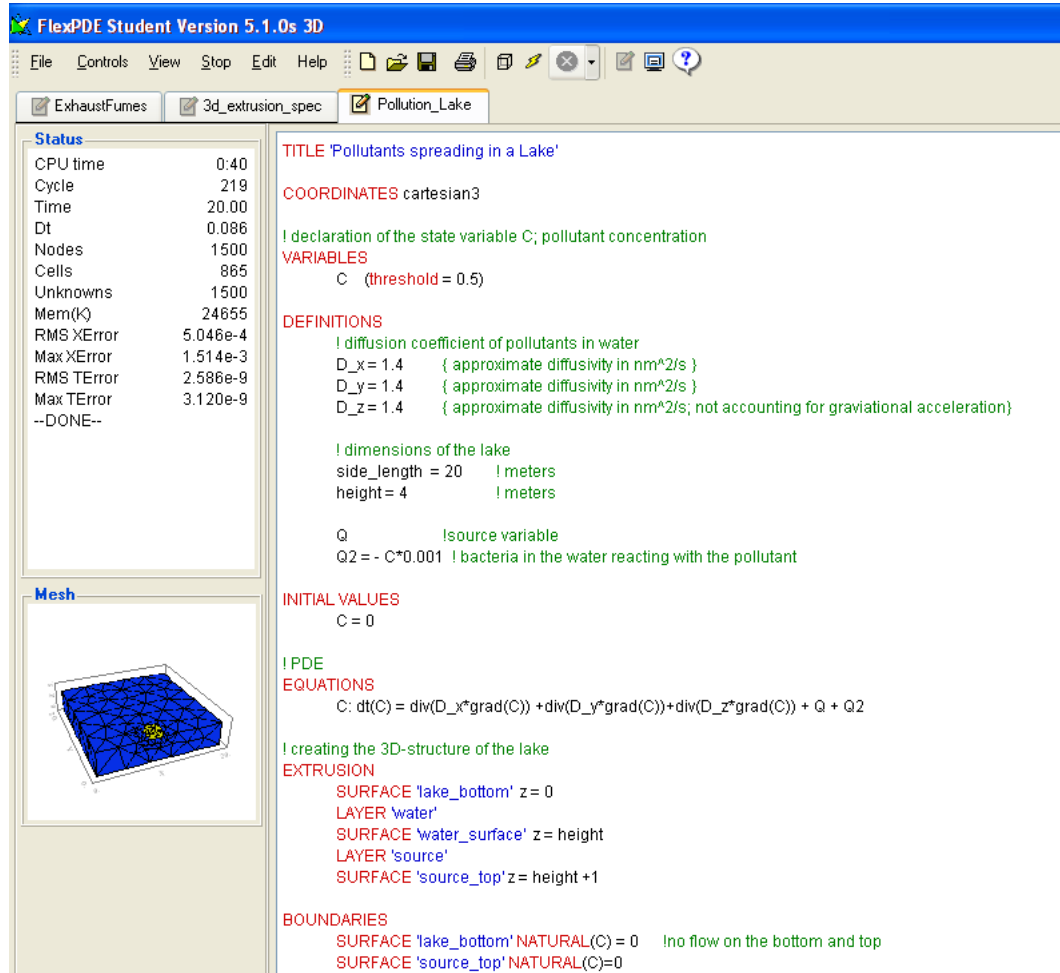 FlexPDE Student Version 5.1.0s 3D
File Controls View Stop Edit Help
ExhaustFumes 3d_extrusion_spec Pollution_Lake
Status
CPU time 0:40
Cycle 219
Time 20.00
Dt 0.086
Nodes 1500
Cells 865
Unknowns 1500
Mem(K) 24655
RMS XError 5.046e-4
Max XError 1.514e-3
RMS TError 2.586e-9
Max TError 3.120e-9
--DONE--
Mesh
TITLE 'Pollutants spreading in a Lake'
COORDINATES cartesian3
! declaration of the state variable C; pollutant concentration
VARIABLES
C (threshold = 0.5)
DEFINITIONS
! diffusion coefficient of pollutants in water
D_x = 1.4 { approximate diffusivity in nm^2/s }
D_y = 1.4 { approximate diffusivity in nm^2/s }
D_z = 1.4 { approximate diffusivity in nm^2/s; not accounting for graviational acceleration}
! dimensions of the lake
side_length = 20 ! meters
height = 4 ! meters
Q !source variable
Q2 = - C*0.001 ! bacteria in the water reacting with the pollutant
INITIAL VALUES
C = 0
! PDE
EQUATIONS
C: dt(C) = div(D_x*grad(C)) +div(D_y*grad(C))+div(D_z*grad(C)) + Q + Q2
! creating the 3D-structure of the lake
EXTRUSION
SURFACE 'lake_bottom' z = 0
LAYER 'water'
SURFACE 'water_surface' z = height
LAYER 'source'
SURFACE 'source_top' z = height +1
BOUNDARIES
SURFACE 'lake_bottom' NATURAL(C) = 0 !no flow on the bottom and top
SURFACE 'source_top' NATURAL(C)=0